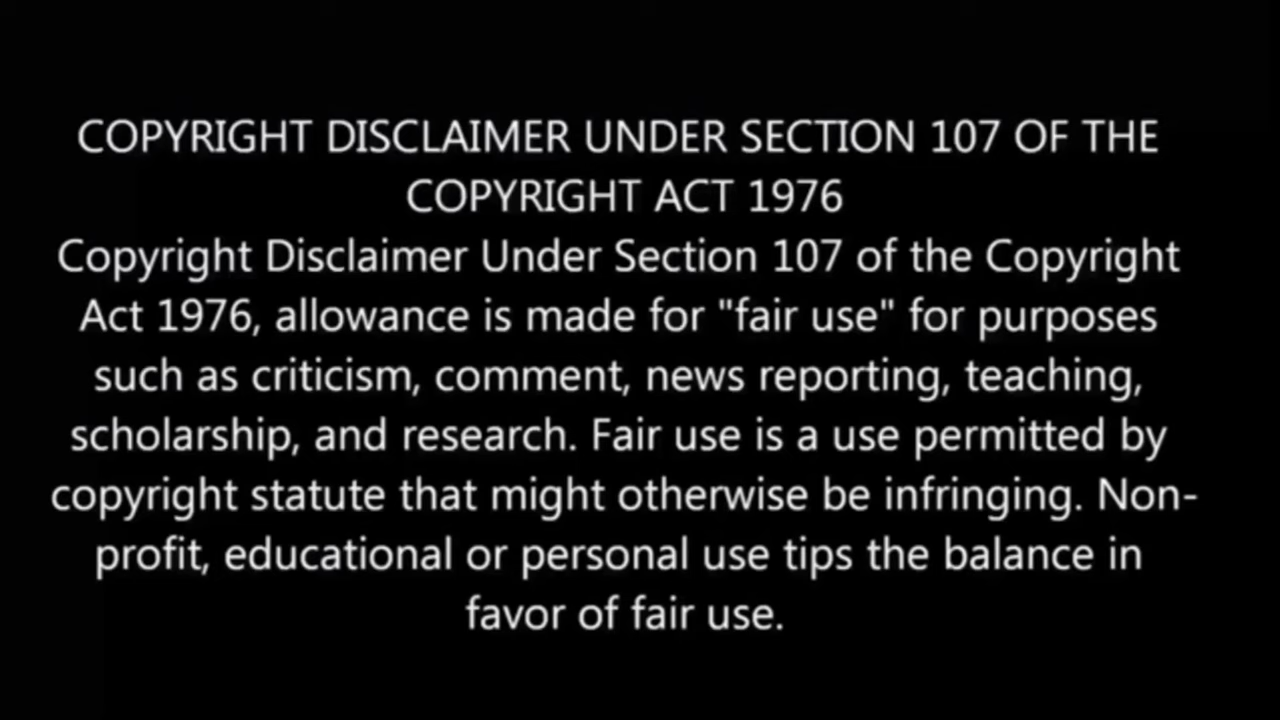 COPYRIGHT DISCLAIMER UNDER SECTION 107 OF THE
COPYRIGHT ACT 1976
Copyright Disclaimer Under Section 107 of the Copyright
Act 1976, allowance is made for "fair use" for purposes
such as criticism, comment, news reporting, teaching,
scholarship, and research. Fair use is a use permitted by
copyright statute that might otherwise be infringing. Non-
profit, educational or personal use tips the balance in
favor of fair use.